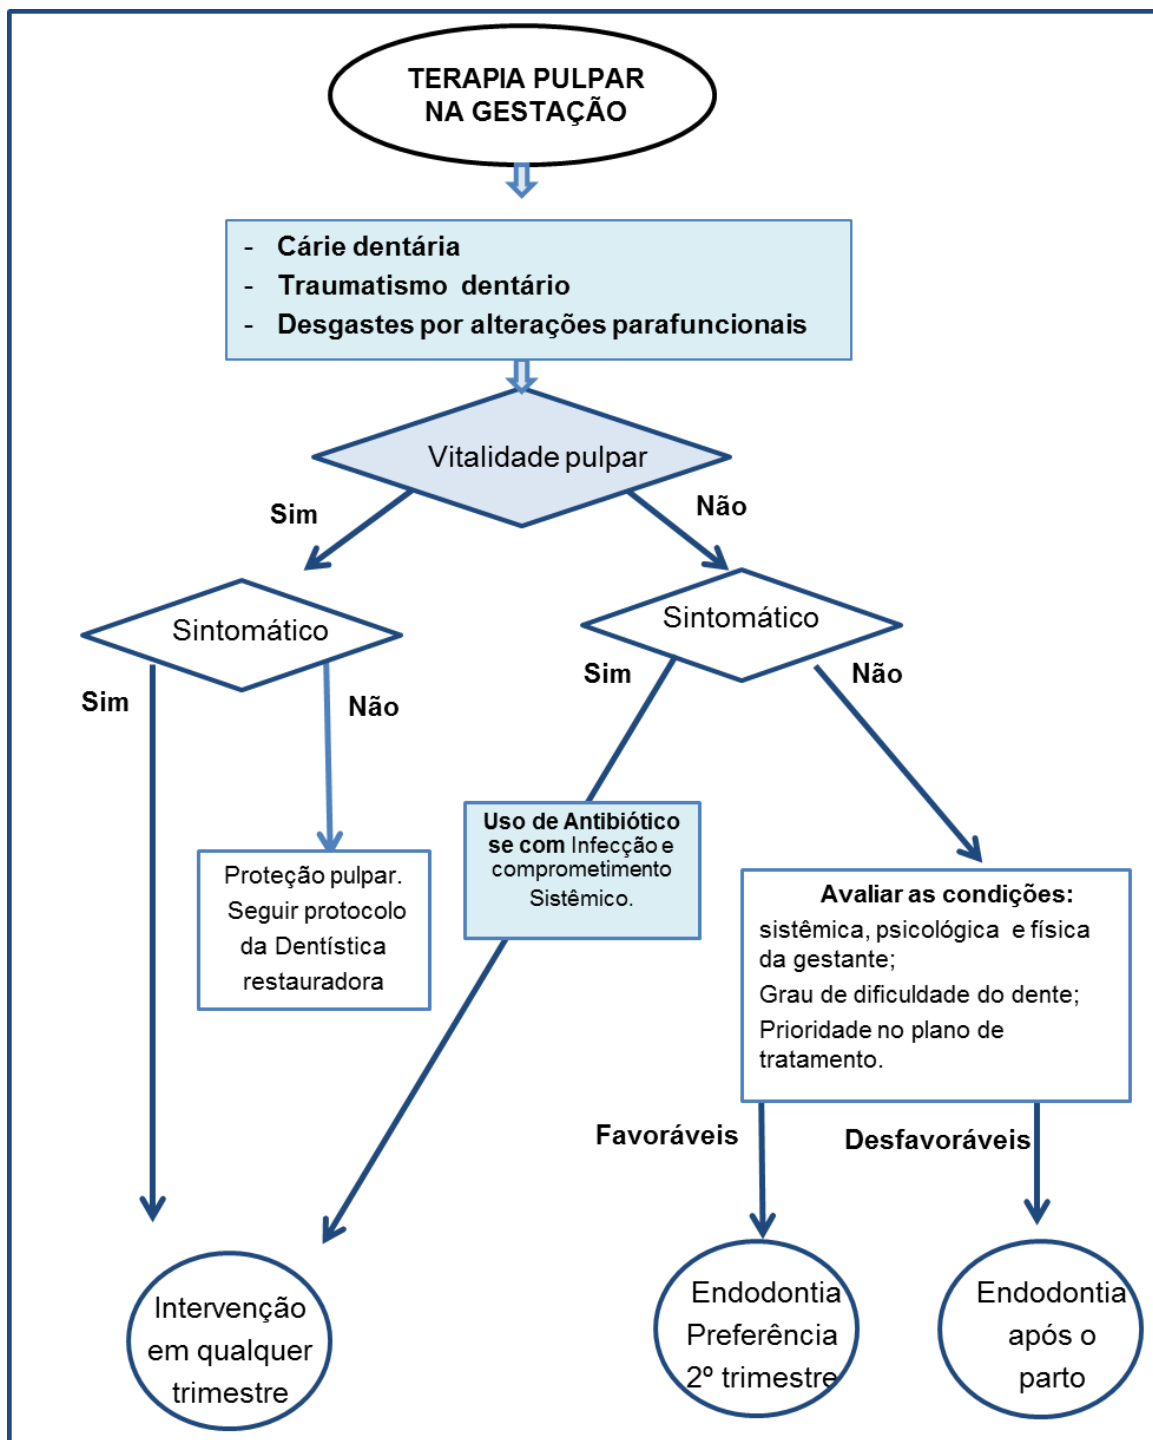 TERAPIA PULPAR
NA GESTAÇÃO
- Cárie dentária
- Traumatismo dentário
- Desgastes por alterações parafuncionais
Vitalidade pulpar
Sim
Não
Sintomático
Sintomático
Sim
Não
Sim
Não
Proteção pulpar.
Seguir protocolo
da Dentística
restauradora
Uso de Antibiótico
se com Infecção e
comprometimento
Sistêmico.
Avaliar as condições:
sistêmica, psicológica e física
da gestante;
Grau de dificuldade do dente;
Prioridade no plano de
tratamento.
Favoráveis
Desfavoráveis
Intervenção
em qualquer
trimestre
Endodontia
Preferência
2º trimestre
Endodontia
após o
parto